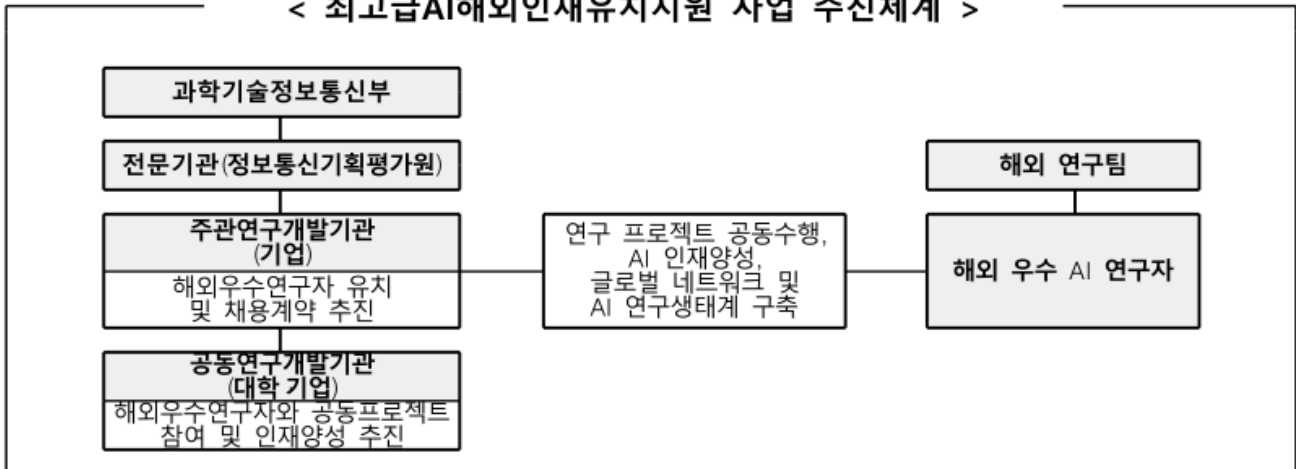 < 최고급AI해외인재유치지원 사업 추진체계 >
과학기술정보통신부
전문기관(정보통신기획평가원)
해외 연구팀
주관연구개발기관
(기업)
해외우수연구자 유치
및 채용계약 추진
연구 프로젝트 공동수행,
AI 인재양성,
글로벌 네트워크 및
AI 연구생태계 구축
해외 우수 AI 연구자
공동연구개발기관
(대학 기업)
해외우수연구자와 공동프로젝트
참여 및 인재양성 추진